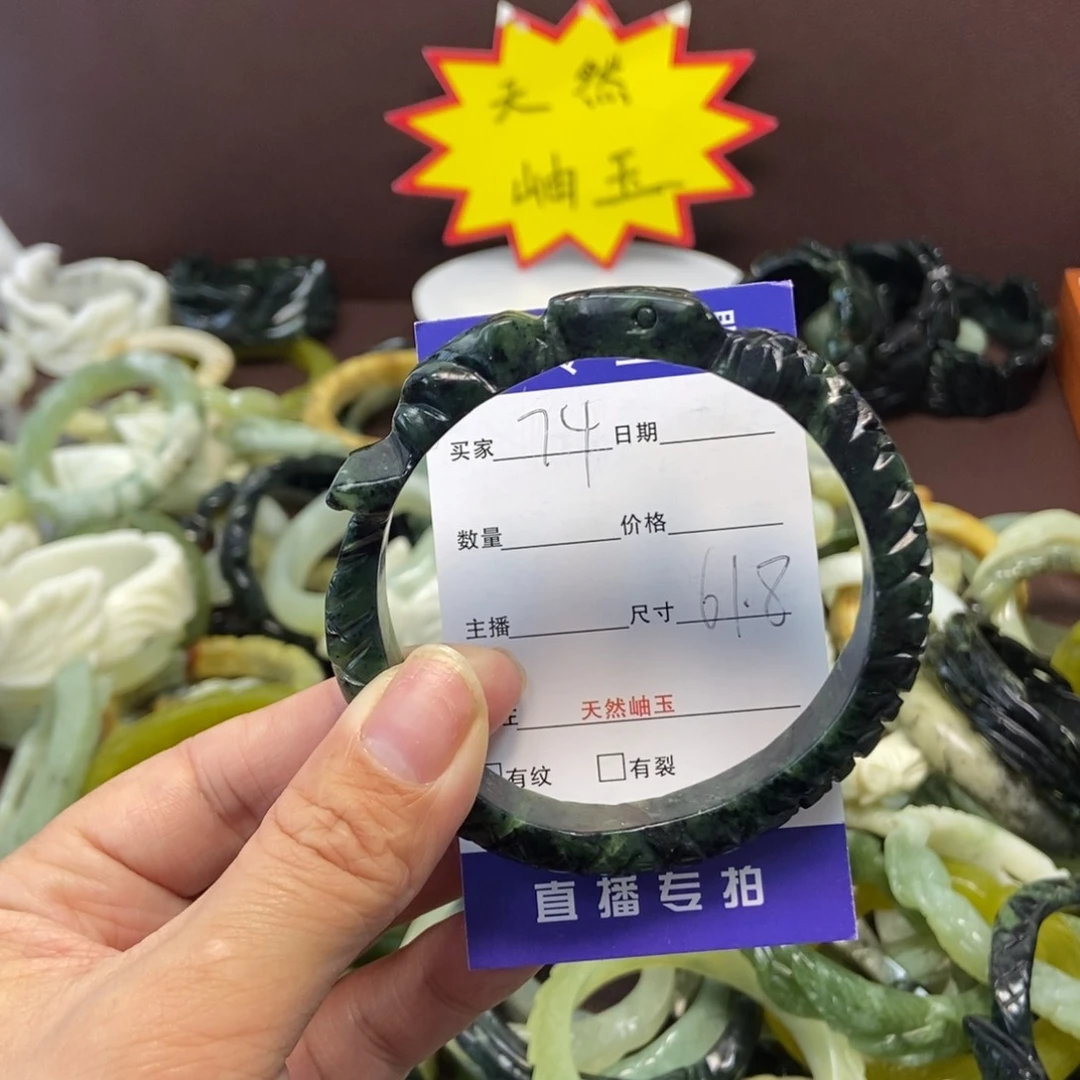 天然
岫玉
买家 74 日期
数量 价格
主播 尺寸 61.8
天然岫玉
□有纹 □有裂
直播专拍